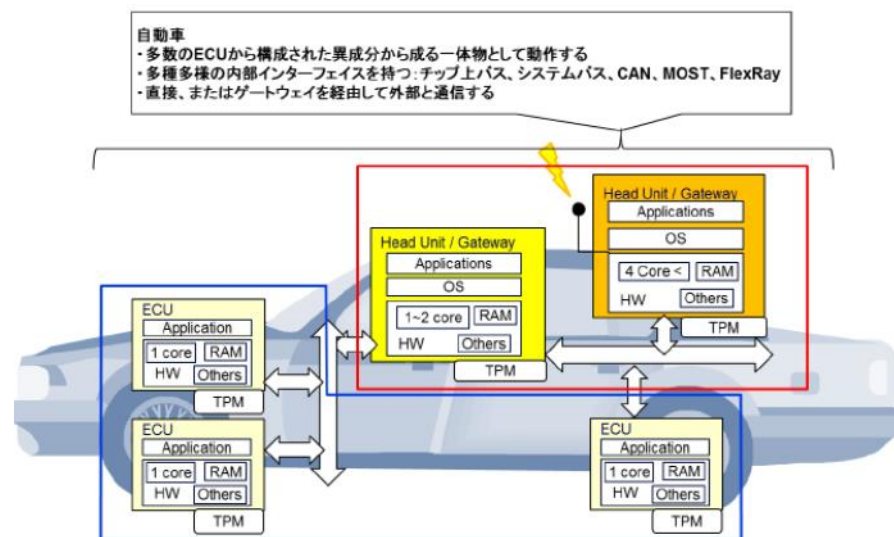 自動車
・多数のECUから構成された異成分から成る一体物として動作する
・多種多様の内部インターフェイスを持つ:チップ上バス、システムバス、CAN、MOST、FlexRay
・直接、またはゲートウェイを経由して外部と通信する
Head Unit / Gateway
Applications
OS
4 Core <
RAM
HW
Others
TPM
Head Unit / Gateway
Applications
OS
1~2 core
RAM
HW
Others
TPM
ECU
Application
1 core
RAM
HW
Others
TPM
ECU
Application
1 core
RAM
HW
Others
TPM
ECU
Application
1 core
RAM
HW
Others
TPM